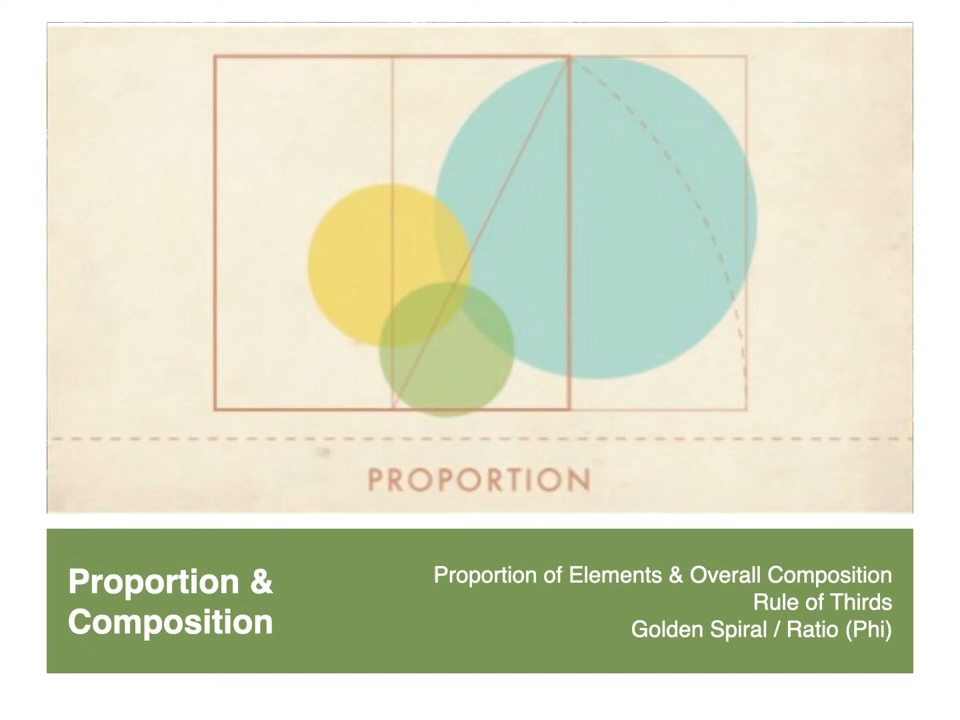 PROPORTION
Proportion &
Composition
Proportion of Elements & Overall Composition
Rule of Thirds
Golden Spiral / Ratio (Phi)